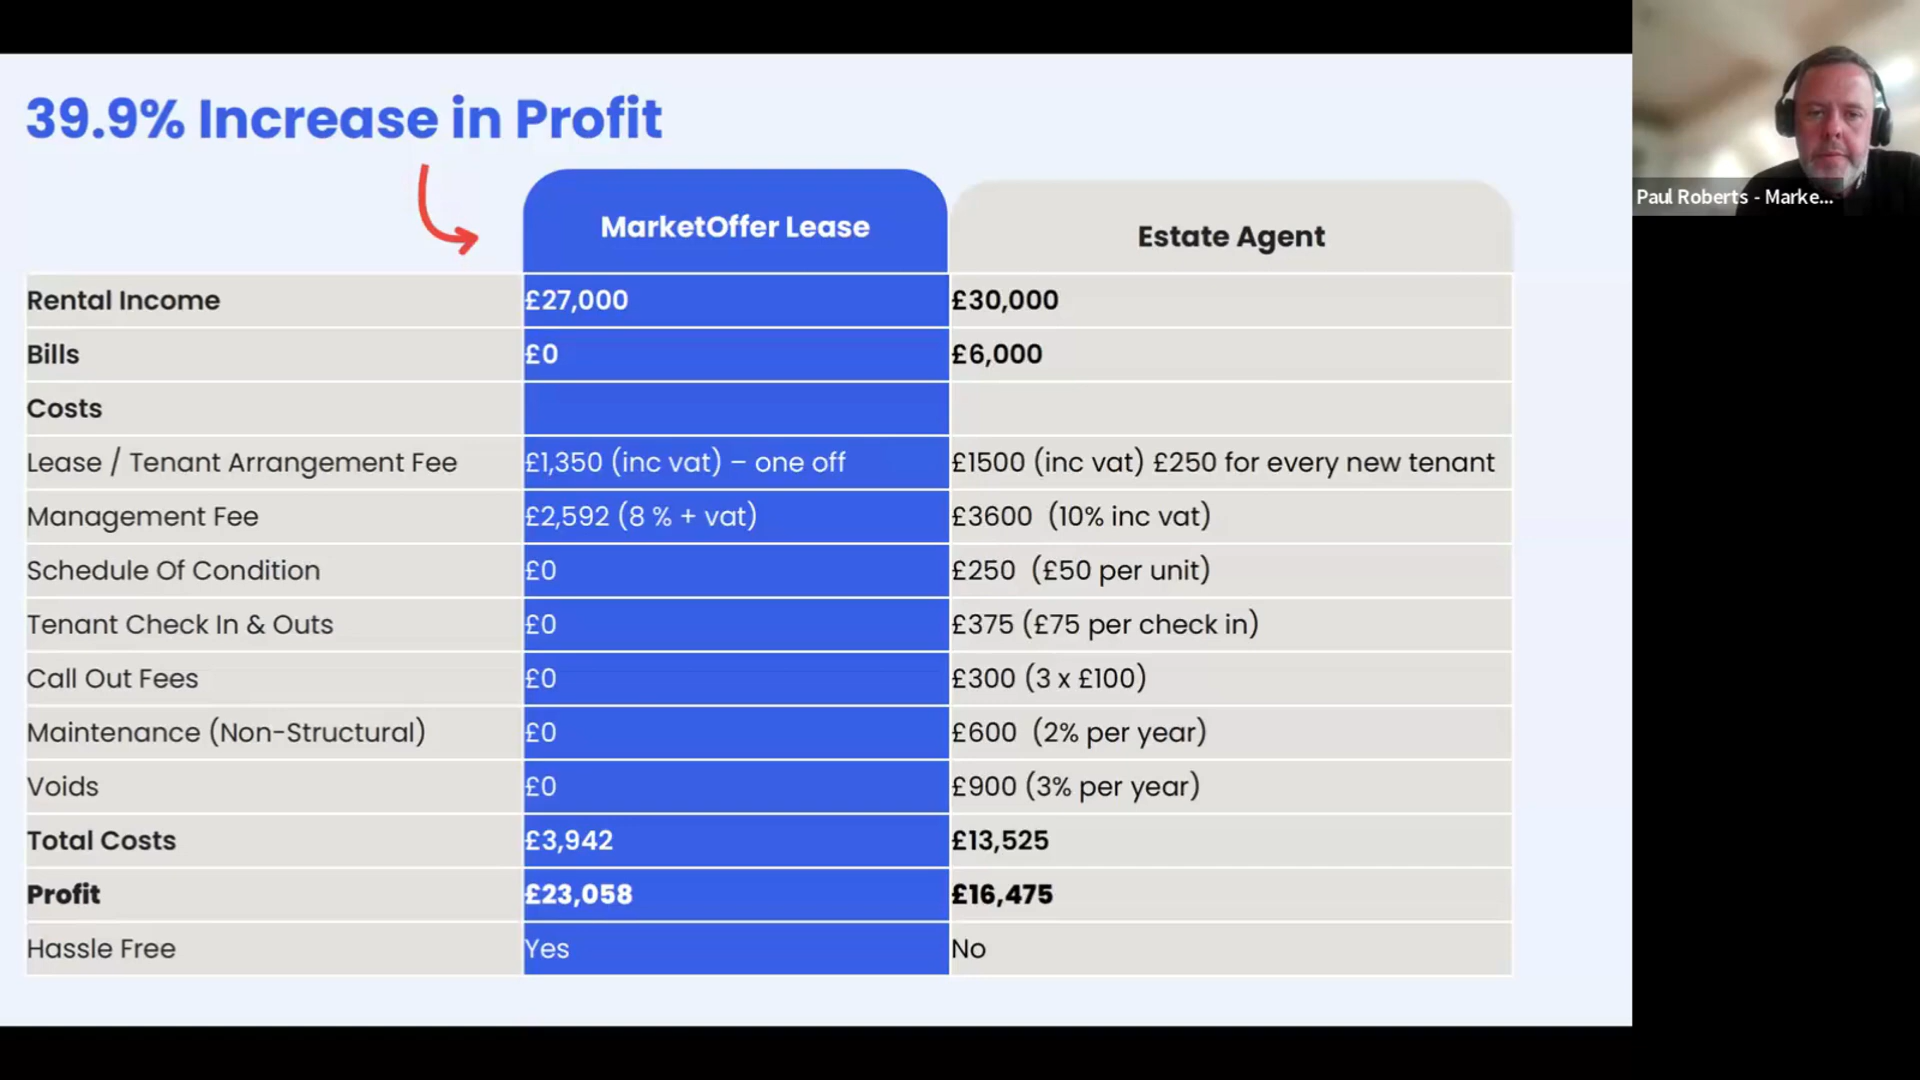 39.9% Increase in Profit
MarketOffer Lease Estate Agent
Rental Income £27,000 £30,000
Bills £0 £6,000
Costs
Lease / Tenant Arrangement Fee £1,350 (inc vat) – one off £1500 (inc vat) £250 for every new tenant
Management Fee £2,592 (8 % + vat) £3600 (10% inc vat)
Schedule Of Condition £0 £250 (£50 per unit)
Tenant Check In & Outs £0 £375 (£75 per check in)
Call Out Fees £0 £300 (3 x £100)
Maintenance (Non-Structural) £0 £600 (2% per year)
Voids £0 £900 (3% per year)
Total Costs £3,942 £13,525
Profit £23,058 £16,475
Hassle Free Yes No
Paul Roberts - Marke...